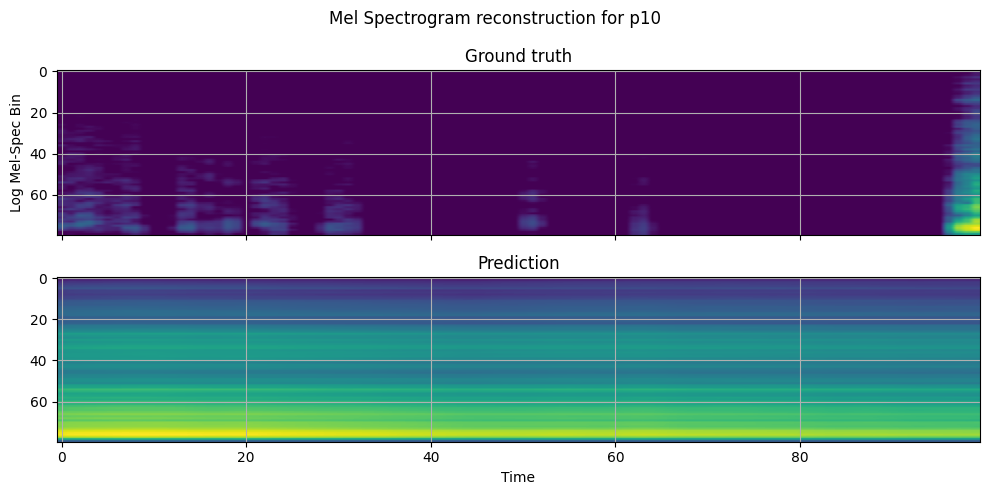 Mel Spectrogram reconstruction for p10
Ground truth
Log Mel-Spec Bin
0
20
40
60
Prediction
0
20
40
60
0 20 40 60 80
Time